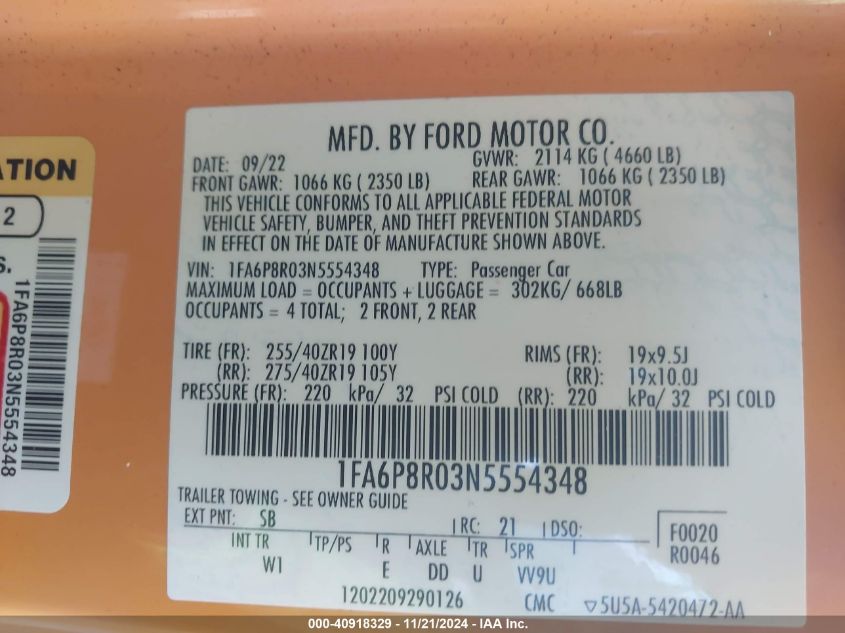 ATION
2
S.
1FA6P8R03N5554348
MFD. BY FORD MOTOR CO.
DATE: 09/22 GVWR: 2114 KG ( 4660 LB)
FRONT GAWR: 1066 KG ( 2350 LB) REAR GAWR: 1066 KG ( 2350 LB)
THIS VEHICLE CONFORMS TO ALL APPLICABLE FEDERAL MOTOR
VEHICLE SAFETY, BUMPER, AND THEFT PREVENTION STANDARDS
IN EFFECT ON THE DATE OF MANUFACTURE SHOWN ABOVE.
VIN: 1FA6P8R03N5554348 TYPE: Passenger Car
MAXIMUM LOAD = OCCUPANTS + LUGGAGE = 302KG/ 668LB
OCCUPANTS = 4 TOTAL; 2 FRONT, 2 REAR
TIRE (FR): 255/40ZR19 100Y RIMS (FR): 19x9.5J
(RR): 275/40ZR19 105Y (RR): 19x10.0J
PRESSURE (FR): 220 kPa/ 32 PSI COLD (RR): 220 kPa/ 32 PSI COLD
1FA6P8R03N5554348
TRAILER TOWING - SEE OWNER GUIDE
EXT PNT: SB RC: 21 DSO: F0020
INT TR TP/PS R AXLE TR SPR R0046
W1 E DD U VV9U
1202209290126 CMC ▽5U5A-5420472-AA
000-40918329 - 11/21/2024 - IAA Inc.